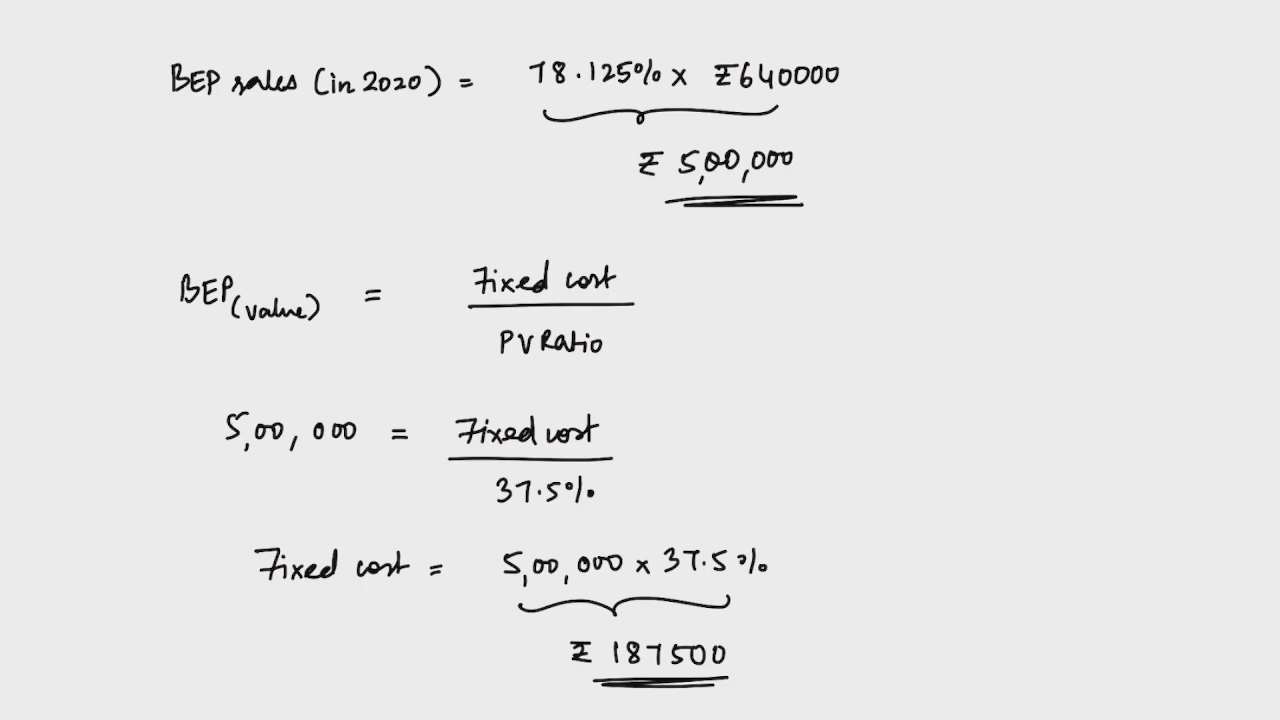 BEP sales (in 2020) = 78.125% x ₹640000
₹ 5,00,000
BEP(value) = Fixed cost
PV Ratio
5,00,000 = Fixed cost
37.5%
Fixed cost = 5,00,000 x 37.5%
₹ 187500